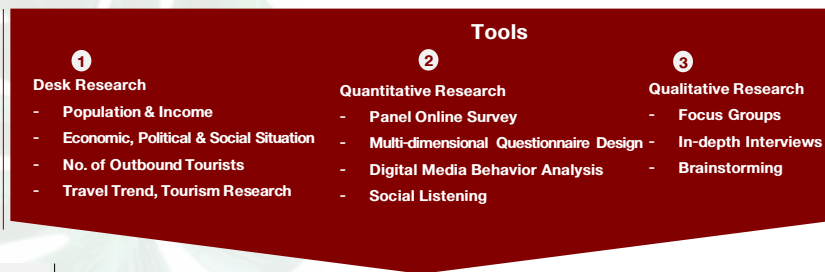 Tools
1
Desk Research
- Population & Income
- Economic, Political & Social Situation
- No. of Outbound Tourists
- Travel Trend, Tourism Research
2
Quantitative Research
- Panel Online Survey
- Multi-dimensional Questionnaire Design
- Digital Media Behavior Analysis
- Social Listening
3
Qualitative Research
- Focus Groups
- In-depth Interviews
- Brainstorming